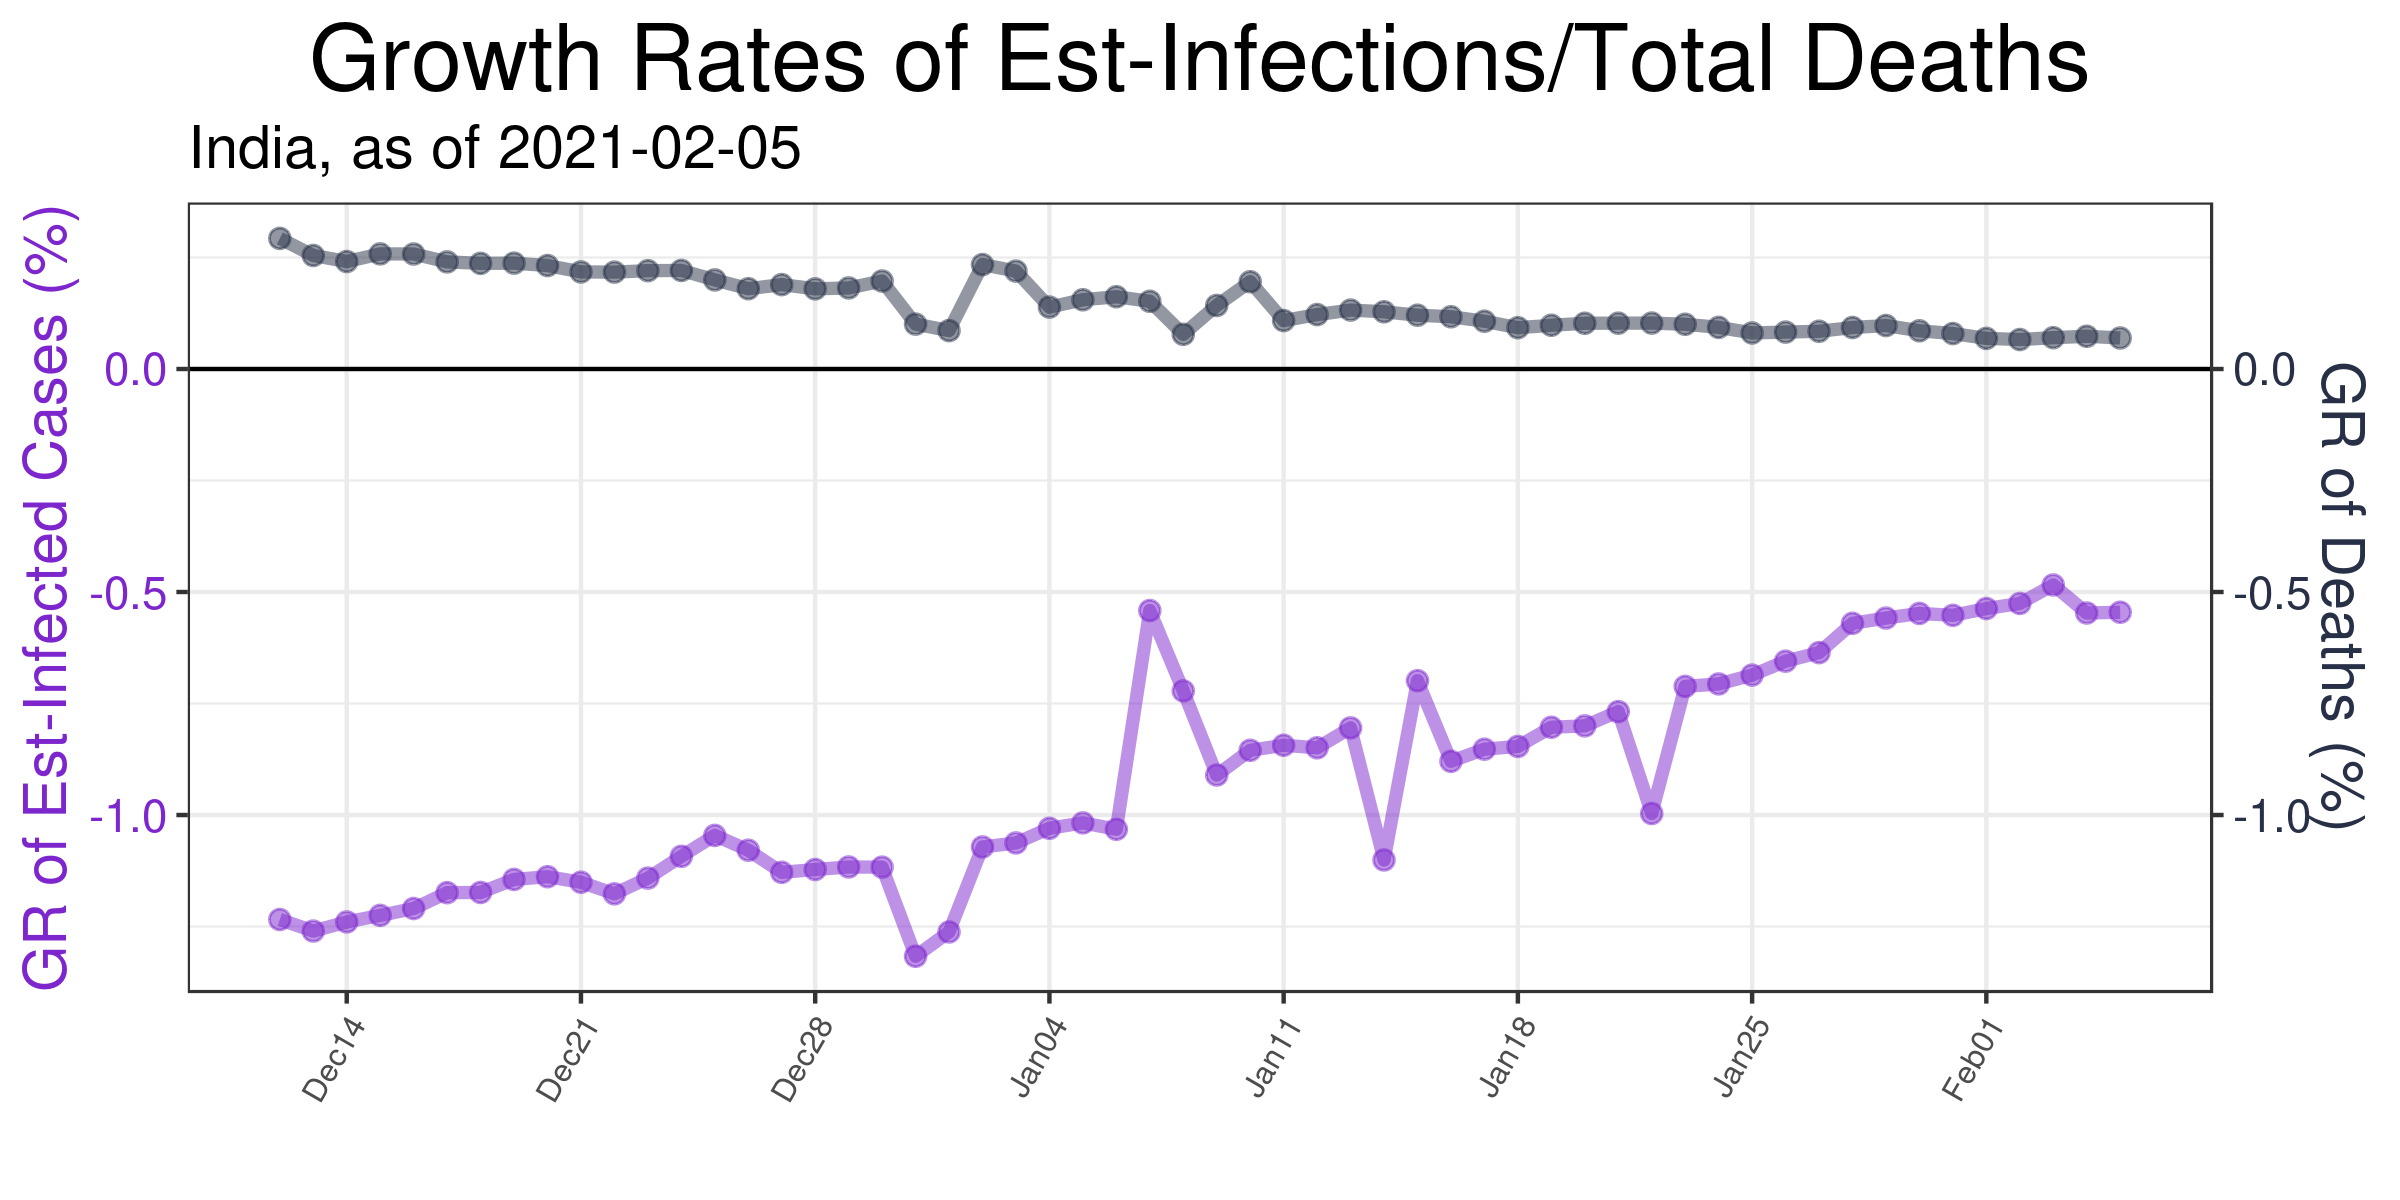 Growth Rates of Est-Infections/Total Deaths
India, as of 2021-02-05
GR of Est-Infected Cases (%)
0.0
-0.5
-1.0
0.0
-0.5
-1.0
GR of Deaths (%)
Dec14
Dec21
Dec28
Jan04
Jan11
Jan18
Jan25
Feb01